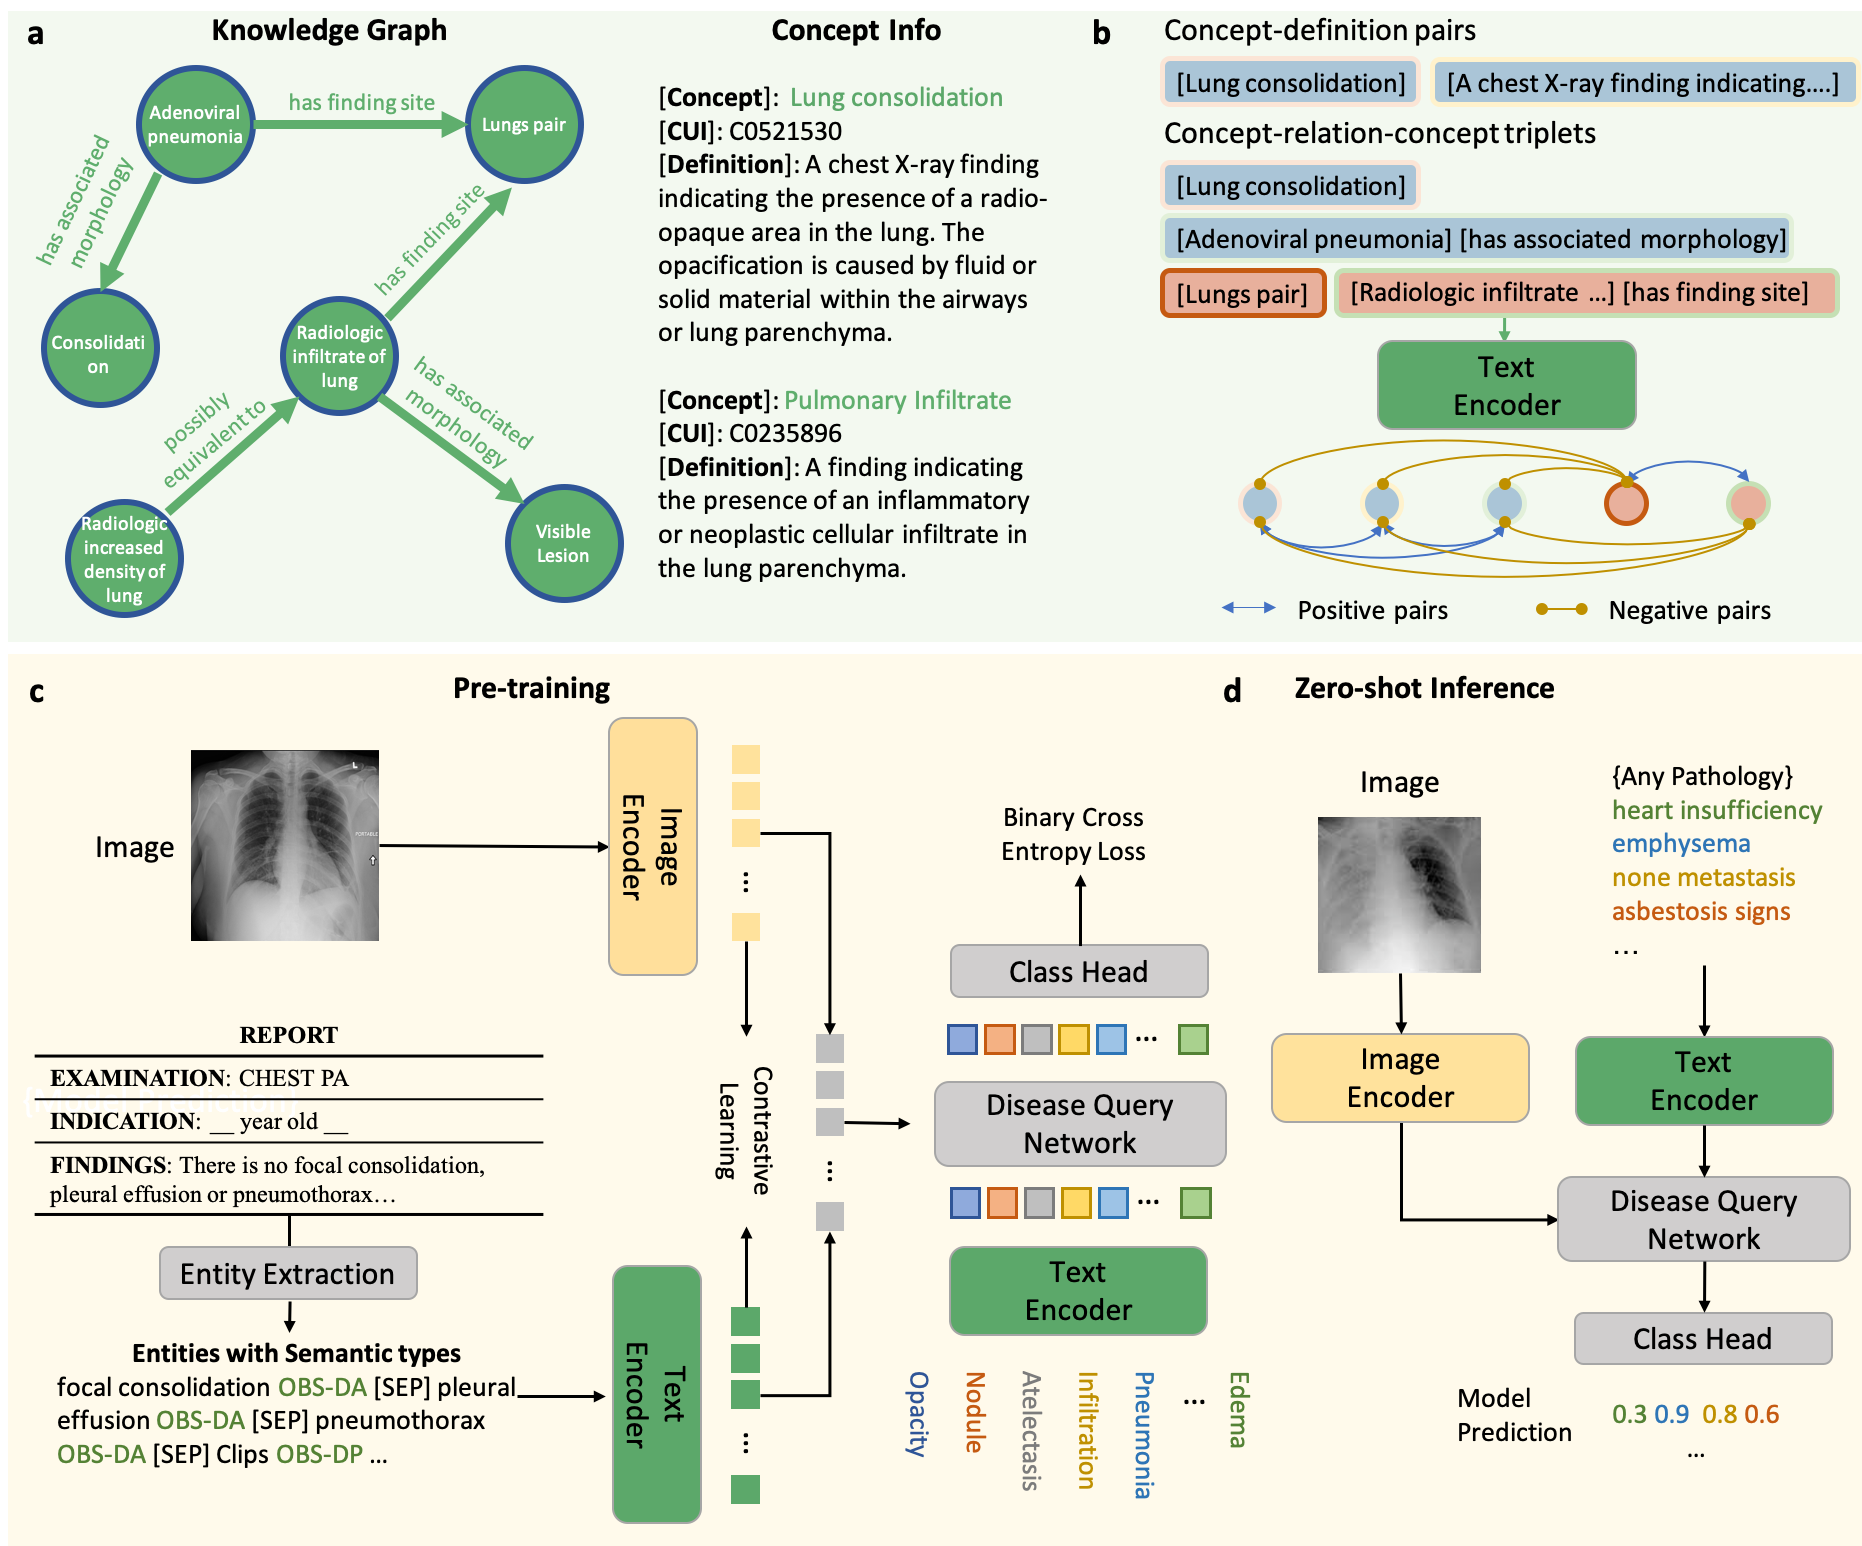 a
Knowledge Graph
Adenoviral
pneumonia
has finding site
Lungs pair
has associated
morphology
has finding site
Consolidati
on
Radiologic
infiltrate of
lung
possibly
equivalent to
has associated
morphology
Radiologic
increased
density of
lung
Visible
Lesion
Concept Info
[Concept]: Lung consolidation
[CUI]: C0521530
[Definition]: A chest X-ray finding
indicating the presence of a radio-
opaque area in the lung. The
opacification is caused by fluid or
solid material within the airways
or lung parenchyma.
[Concept]: Pulmonary Infiltrate
[CUI]: C0235896
[Definition]: A finding indicating
the presence of an inflammatory
or neoplastic cellular infiltrate in
the lung parenchyma.
b
Concept-definition pairs
[Lung consolidation]
[A chest X-ray finding indicating....]
Concept-relation-concept triplets
[Lung consolidation]
[Adenoviral pneumonia] [has associated morphology]
[Lungs pair]
[Radiologic infiltrate ...] [has finding site]
Text
Encoder
Positive pairs
Negative pairs
c
Pre-training
Image
L
PORTABLE
Image
Encoder
...
REPORT
EXAMINATION: CHEST PA
INDICATION: __ year old __
FINDINGS: There is no focal consolidation,
pleural effusion or pneumothorax…
Entity Extraction
Entities with Semantic types
focal consolidation OBS-DA [SEP] pleural
effusion OBS-DA [SEP] pneumothorax
OBS-DA [SEP] Clips OBS-DP ...
Text
Encoder
...
Contrastive
Learning
...
Binary Cross
Entropy Loss
Class Head
...
Disease Query
Network
...
Text
Encoder
Opacity
Nodule
Atelectasis
Infiltration
Pneumonia
...
Edema
d
Zero-shot Inference
Image
{Any Pathology}
heart insufficiency
emphysema
none metastasis
asbestosis signs
...
Image
Encoder
Text
Encoder
Disease Query
Network
Class Head
Model
Prediction
0.3 0.9 0.8 0.6
...